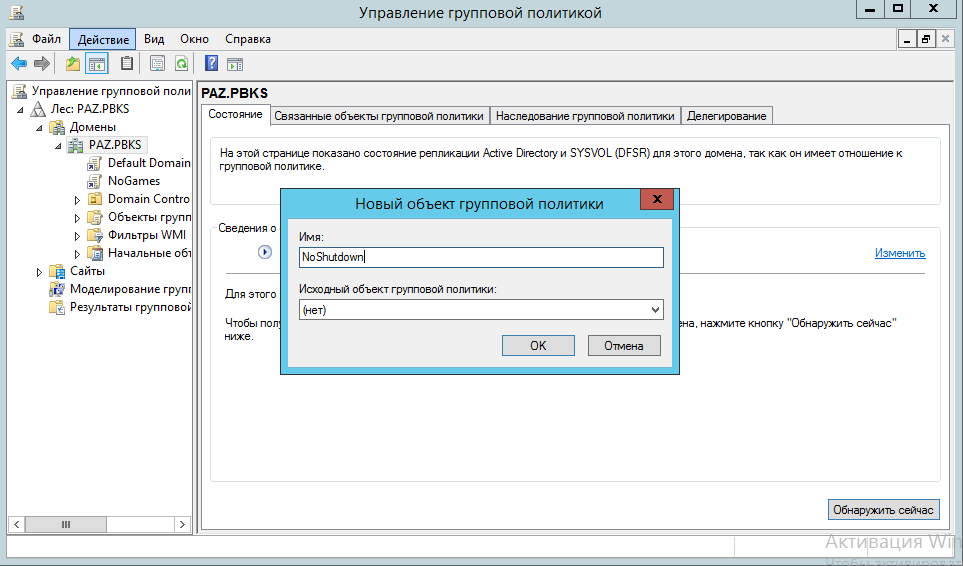 Управление групповой политикой
Файл Действие Вид Окно Справка
Управление групповой поли
Лес: PAZ.PBKS
Домены
PAZ.PBKS
Default Domain
NoGames
Domain Contro
Объекты групп
Фильтры WMI
Начальные об
Сайты
Моделирование групп
Результаты групповой
PAZ.PBKS
Состояние Связанные объекты групповой политики Наследование групповой политики Делегирование
На этой странице показано состояние репликации Active Directory и SYSVOL (DFSR) для этого домена, так как он имеет отношение к
групповой политике.
Сведения о
Изменить
Для этого
Чтобы полу
ена, нажмите кнопку "Обнаружить сейчас"
ниже.
Новый объект групповой политики
Имя:
NoShutdown
Исходный объект групповой политики:
(нет)
OK Отмена
Обнаружить сейчас
Активация Win
Чтобы активироват